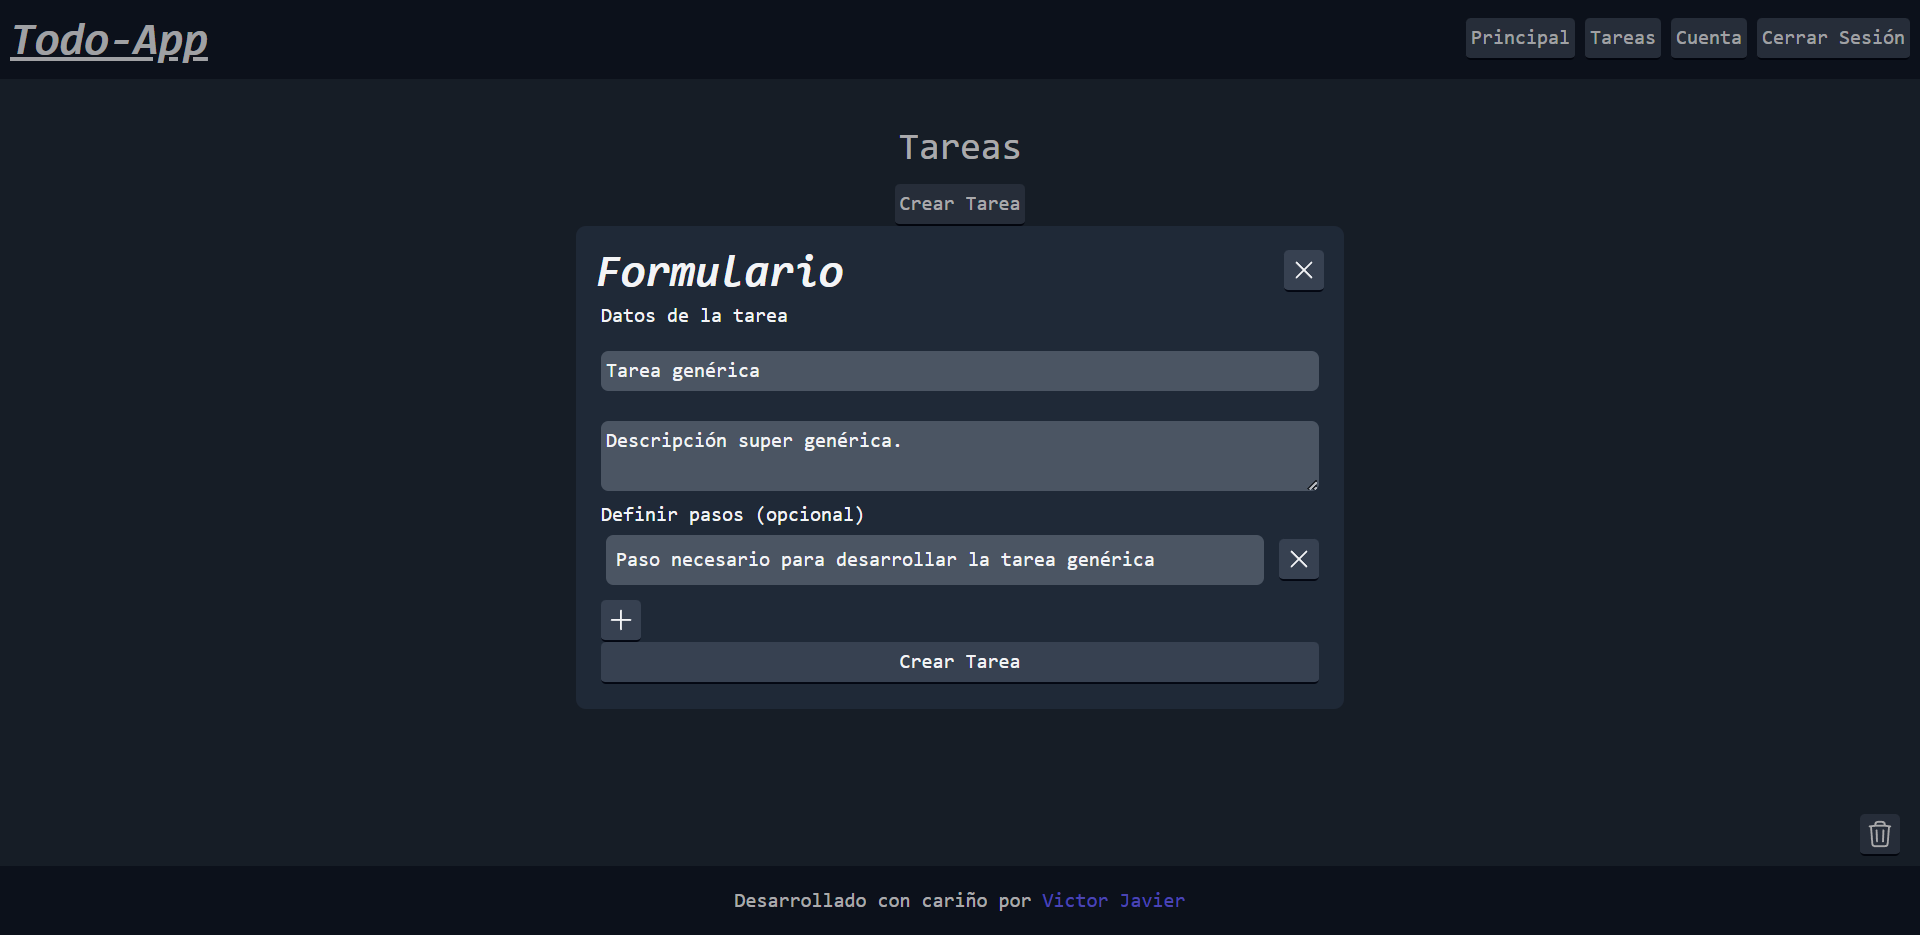 Todo-App
Principal Tareas Cuenta Cerrar Sesión
Tareas
Crear Tarea
Formulario
Datos de la tarea
Tarea genérica
Descripción super genérica.
Definir pasos (opcional)
Paso necesario para desarrollar la tarea genérica
Crear Tarea
Desarrollado con cariño por Victor Javier